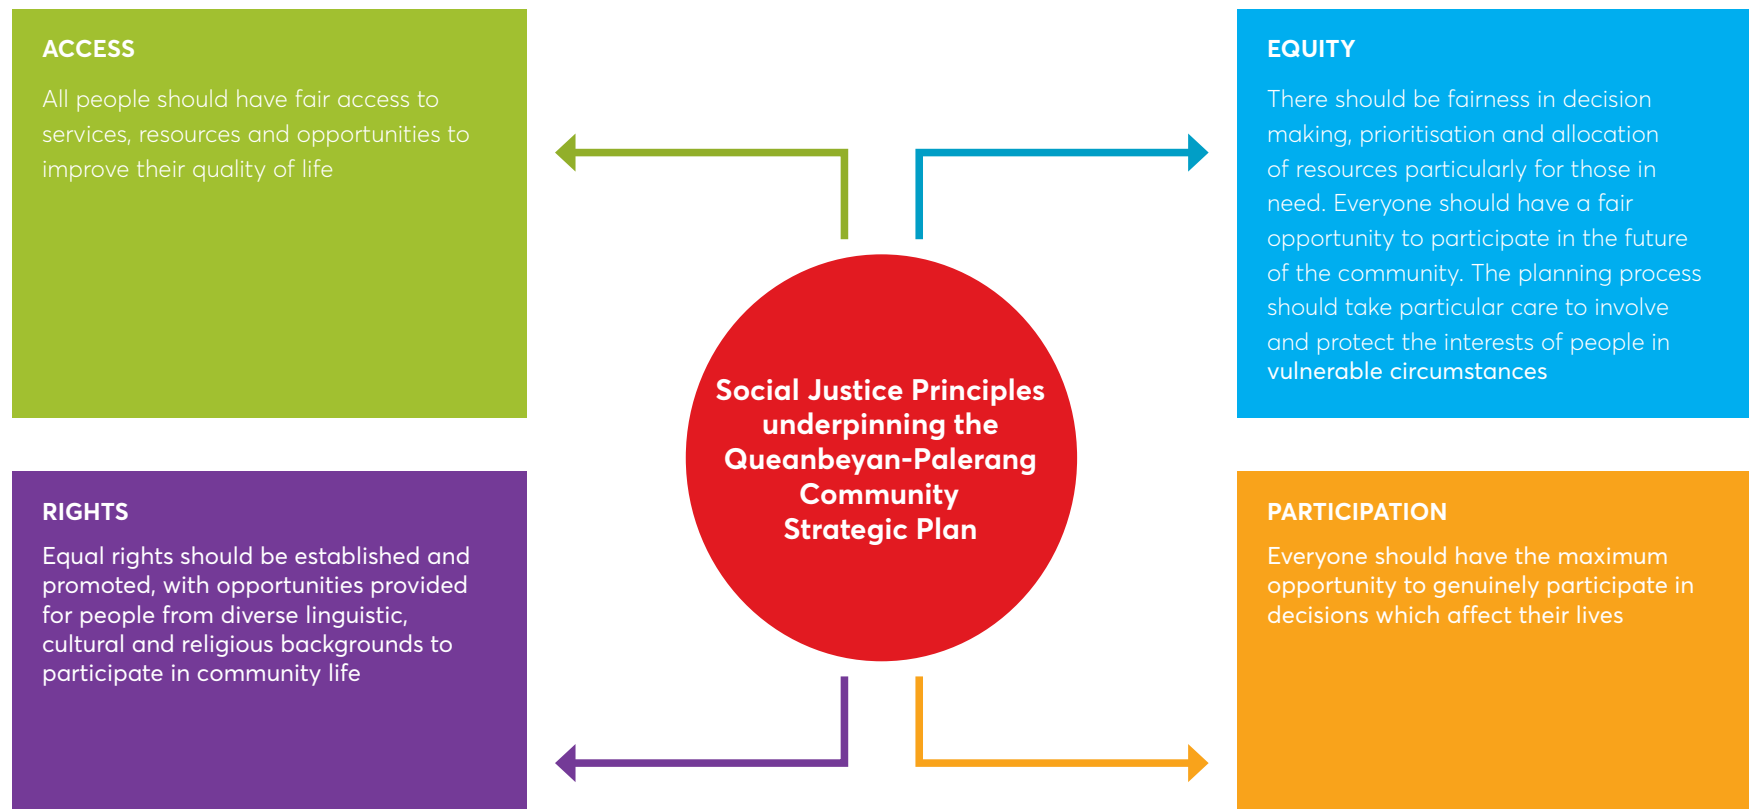 ACCESS
All people should have fair access to
services, resources and opportunities to
improve their quality of life
EQUITY
There should be fairness in decision
making, prioritisation and allocation
of resources particularly for those in
need. Everyone should have a fair
opportunity to participate in the future
of the community. The planning process
should take particular care to involve
and protect the interests of people in
vulnerable circumstances
Social Justice Principles
underpinning the
Queanbeyan-Palerang
Community
Strategic Plan
RIGHTS
Equal rights should be established and
promoted, with opportunities provided
for people from diverse linguistic,
cultural and religious backgrounds to
participate in community life
PARTICIPATION
Everyone should have the maximum
opportunity to genuinely participate in
decisions which affect their lives